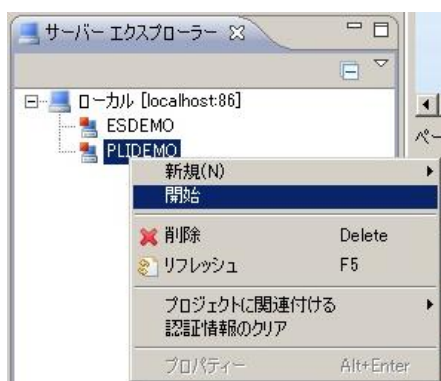 サーバー エクスプローラー
ローカル [localhost:86]
ESDEMO
PLIDEMO
ペー
新規(N)
開始
削除 Delete
リフレッシュ F5
プロジェクトに関連付ける
認証情報のクリア
プロパティー Alt+Enter